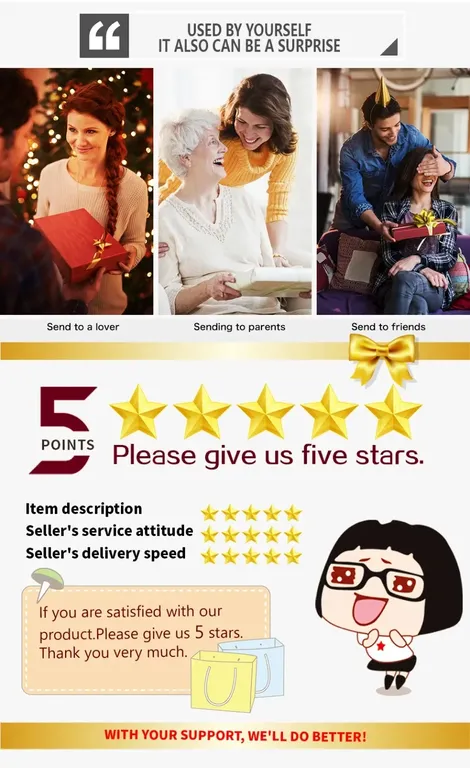 USED BY YOURSELF
IT ALSO CAN BE A SURPRISE
Send to a lover
Sending to parents
Send to friends
5
POINTS
Please give us five stars.
Item description
Seller's service attitude
Seller's delivery speed
If you are satisfied with our
product.Please give us 5 stars.
Thank you very much.
WITH YOUR SUPPORT, WE'LL DO BETTER!